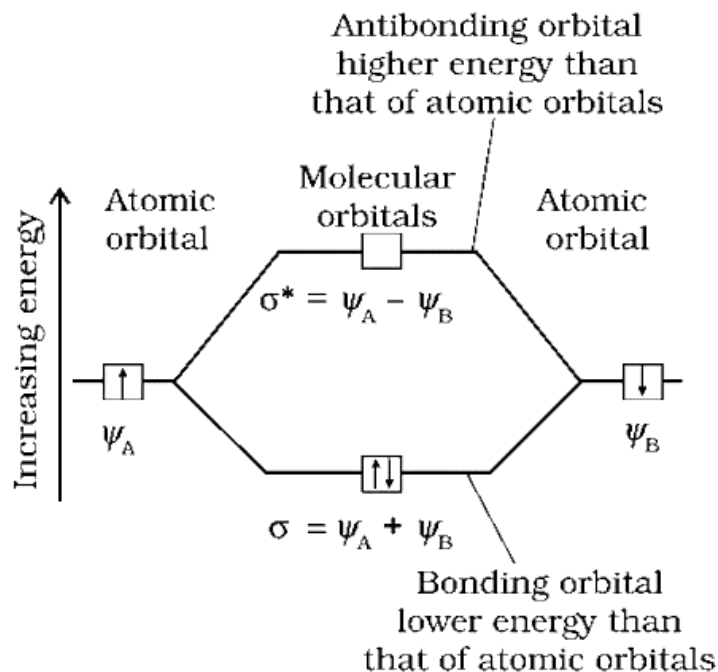 Antibonding orbital
higher energy than
that of atomic orbitals
Increasing energy
Atomic
orbital
Molecular
orbitals
Atomic
orbital
σ* = ψA – ψB
↑
ψA
↓
ψB
↑↓
σ = ψA + ψB
Bonding orbital
lower energy than
that of atomic orbitals